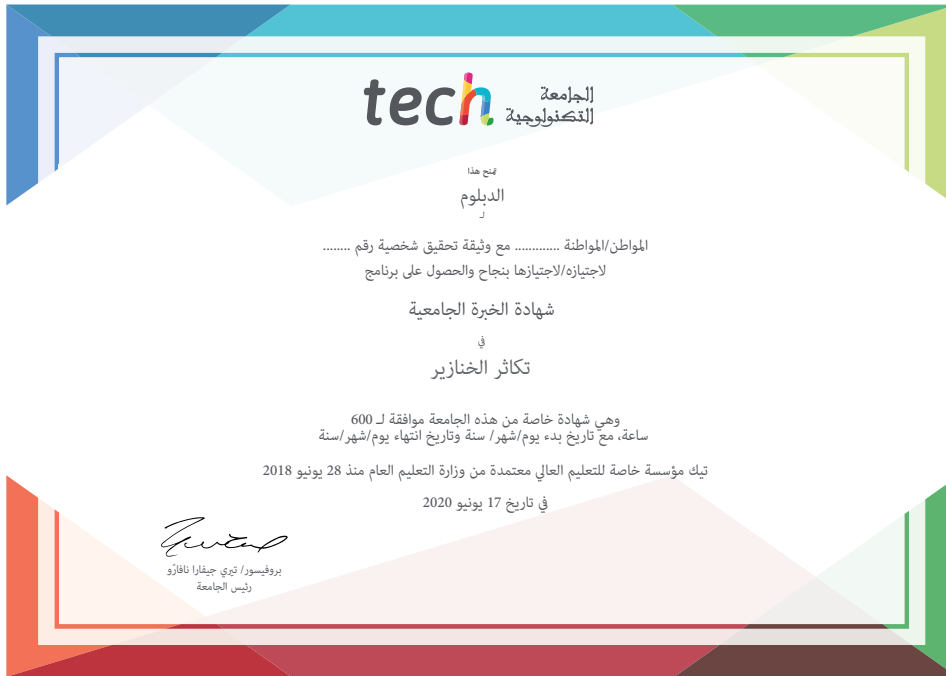 tech الجامعة
التكنولوجية
يمنح هذا
الدبلوم
لـ
المواطن/المواطنة ............ مع وثيقة تحقيق شخصية رقم ........
لاجتيازه/لاجتيازها بنجاح والحصول على برنامج
شهادة الخبرة الجامعية
في
تكاثر الخنازير
وهي شهادة خاصة من هذه الجامعة موافقة لـ 600
ساعة، مع تاريخ بدء يوم/شهر/ سنة وتاريخ انتهاء يوم/شهر/سنة
تيك مؤسسة خاصة للتعليم العالي معتمدة من وزارة التعليم العام منذ 28 يونيو 2018
في تاريخ 17 يونيو 2020
بروفيسور/ تيري جيفارا نافارّو
رئيس الجامعة